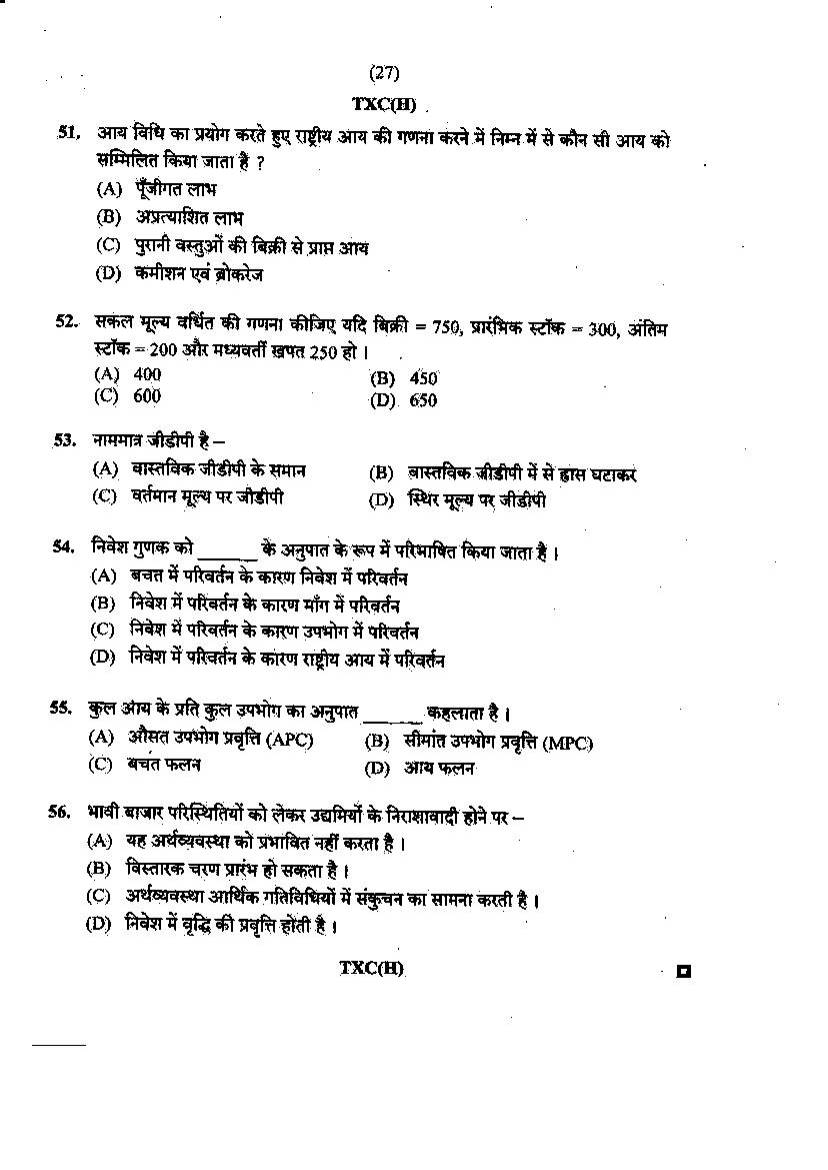 (27)
TXC(H)
51. आय विधि का प्रयोग करते हुए राष्ट्रीय आय की गणना करने में निम्न में से कौन सी आय को
सम्मिलित किया जाता है ?
(A) पूँजीगत लाभ
(B) अप्रत्याशित लाभ
(C) पुरानी वस्तुओं की बिक्री से प्राप्त आय
(D) कमीशन एवं ब्रोकरेज
52. सकल मूल्य वर्धित की गणना कीजिए यदि बिक्री = 750, प्रारंभिक स्टॉक = 300, अंतिम
स्टॉक = 200 और मध्यवर्ती खपत 250 हो ।
(A) 400 (B) 450
(C) 600 (D) 650
53. नाममात्र जीडीपी है –
(A) वास्तविक जीडीपी के समान (B) वास्तविक जीडीपी में से ह्रास घटाकर
(C) वर्तमान मूल्य पर जीडीपी (D) स्थिर मूल्य पर जीडीपी
54. निवेश गुणक को ______ के अनुपात के रूप में परिभाषित किया जाता है ।
(A) बचत में परिवर्तन के कारण निवेश में परिवर्तन
(B) निवेश में परिवर्तन के कारण माँग में परिवर्तन
(C) निवेश में परिवर्तन के कारण उपभोग में परिवर्तन
(D) निवेश में परिवर्तन के कारण राष्ट्रीय आय में परिवर्तन
55. कुल आय के प्रति कुल उपभोग का अनुपात ______ कहलाता है ।
(A) औसत उपभोग प्रवृत्ति (APC) (B) सीमांत उपभोग प्रवृत्ति (MPC)
(C) बचत फलन (D) आय फलन
56. भावी बाजार परिस्थितियों को लेकर उद्यमियों के निराशावादी होने पर –
(A) यह अर्थव्यवस्था को प्रभावित नहीं करता है ।
(B) विस्तारक चरण प्रारंभ हो सकता है ।
(C) अर्थव्यवस्था आर्थिक गतिविधियों में संकुचन का सामना करती है ।
(D) निवेश में वृद्धि की प्रवृत्ति होती है ।
TXC(H)